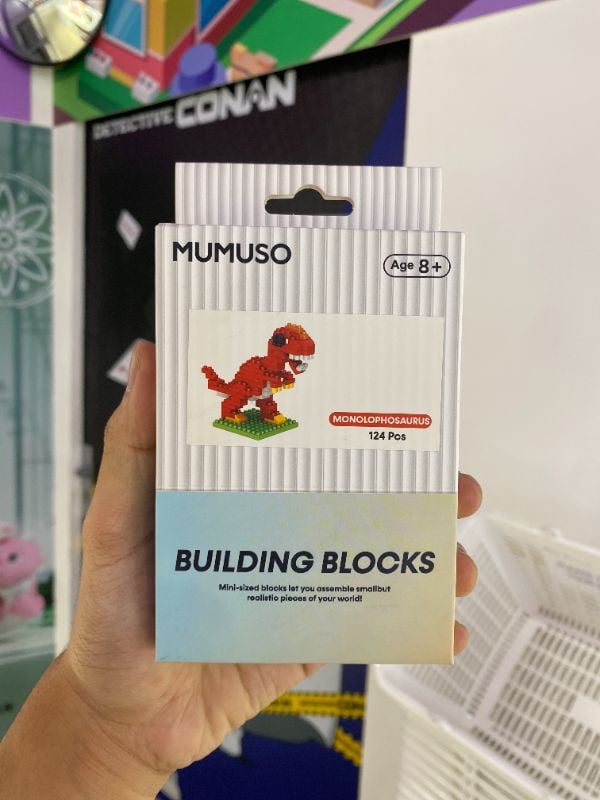 DETECTIVE CONAN
MUMUSO
Age 8+
MONOLOPHOSAURUS
124 Pcs
BUILDING BLOCKS
Mini-sized blocks let you assemble smallbut
realistic pieces of your world!